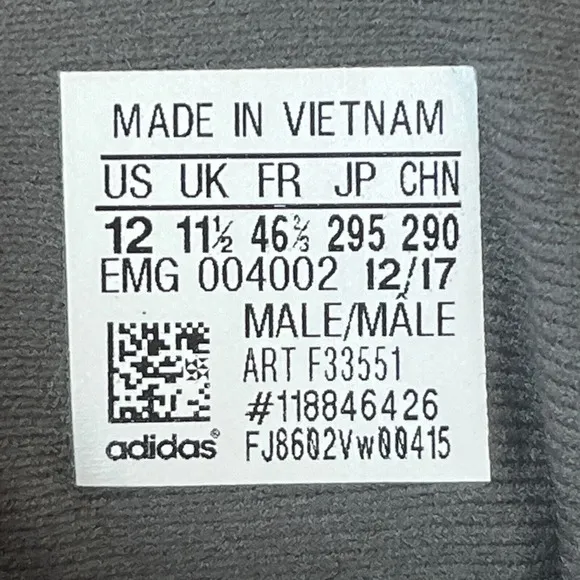 MADE IN VIETNAM
US UK FR JP CHN
12 11½ 46⅔ 295 290
EMG 004002 12/17
MALE/MÂLE
ART F33551
#118846426
adidas® FJ8602Vw00415